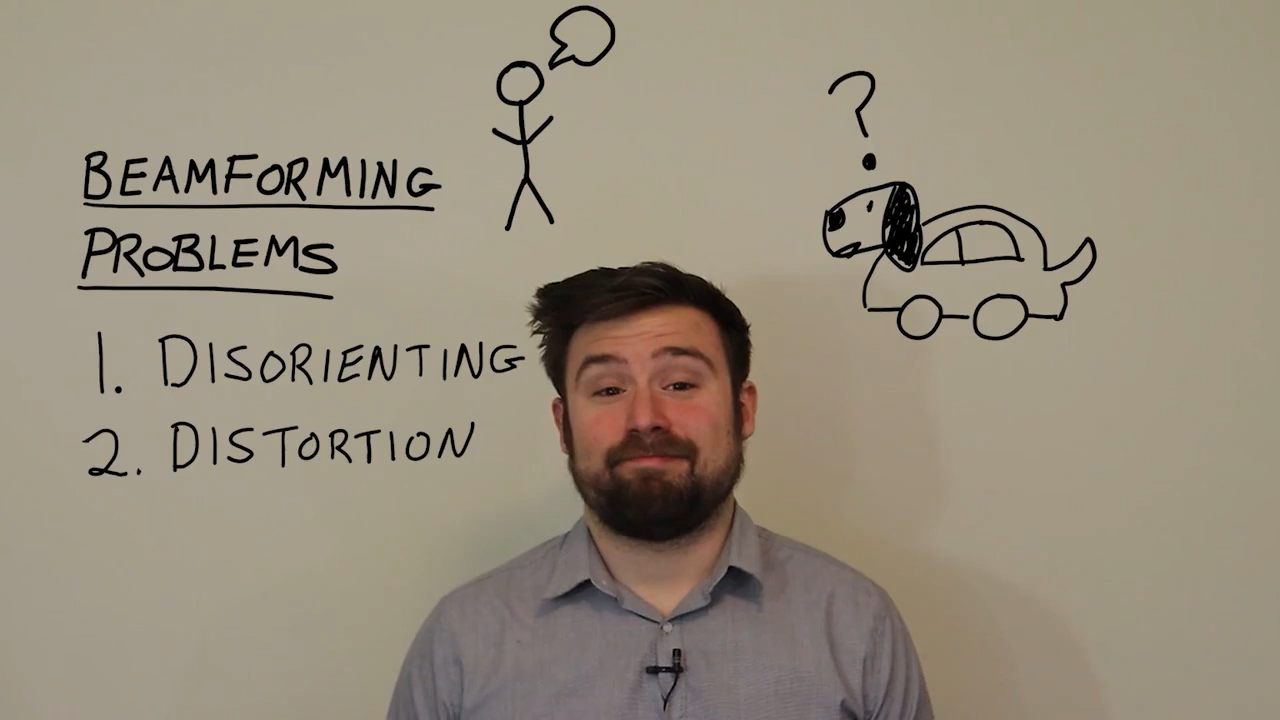 BEAMFORMING
PROBLEMS
1. DISORIENTING
2. DISTORTION
?